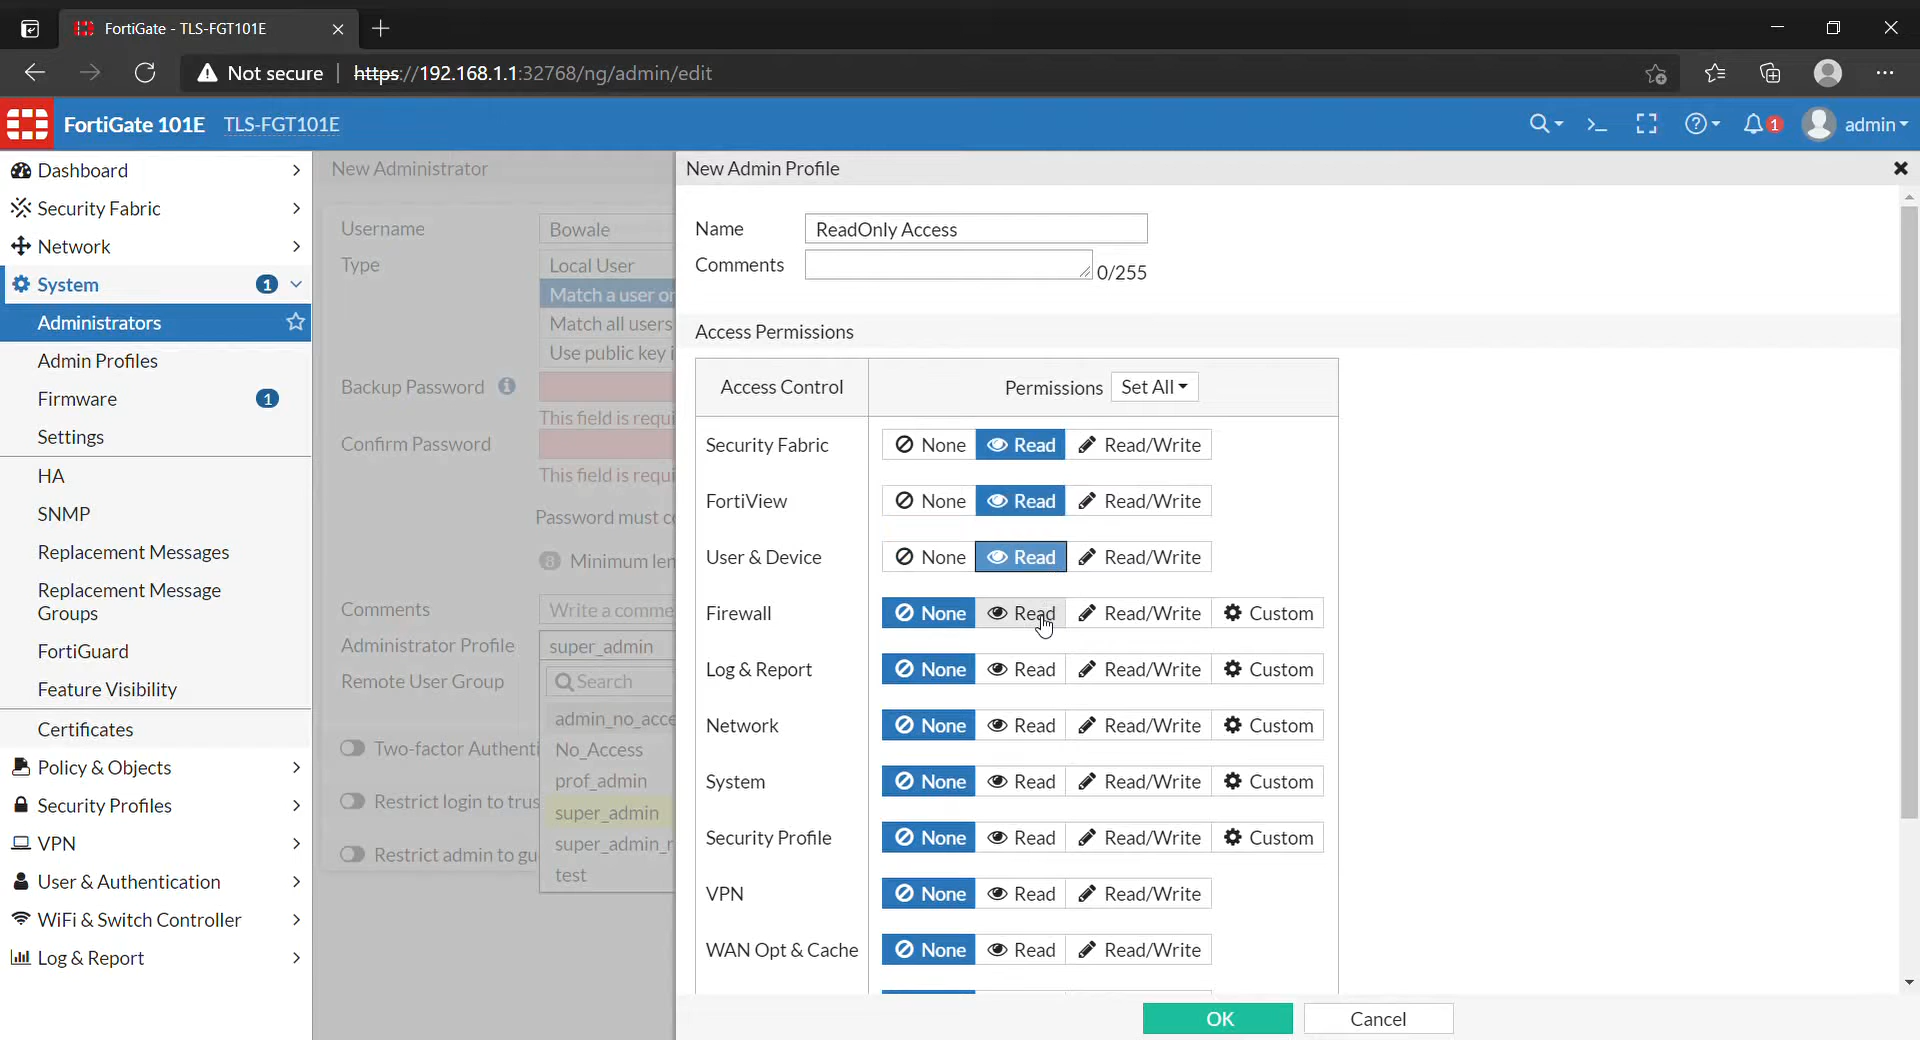 FortiGate - TLS-FGT101E
Not secure | https://192.168.1.1:32768/ng/admin/edit
FortiGate 101E TLS-FGT101E
1
admin
Dashboard
Security Fabric
Network
System 1
Administrators
Admin Profiles
Firmware 1
Settings
HA
SNMP
Replacement Messages
Replacement Message
Groups
FortiGuard
Feature Visibility
Certificates
Policy & Objects
Security Profiles
VPN
User & Authentication
WiFi & Switch Controller
Log & Report
New Administrator
Username Bowale
Type Local User
Match a user or
Match all users
Use public key i
Backup Password
This field is requi
Confirm Password
This field is requi
Password must c
8 Minimum len
Comments Write a comme
Administrator Profile super_admin
Remote User Group Search
admin_no_acce
Two-factor Authenti No_Access
prof_admin
Restrict login to trus super_admin
Restrict admin to gu super_admin_r
test
New Admin Profile
Name ReadOnly Access
Comments 0/255
Access Permissions
Access Control Permissions Set All
Security Fabric None Read Read/Write
FortiView None Read Read/Write
User & Device None Read Read/Write
Firewall None Read Read/Write Custom
Log & Report None Read Read/Write Custom
Network None Read Read/Write Custom
System None Read Read/Write Custom
Security Profile None Read Read/Write Custom
VPN None Read Read/Write
WAN Opt & Cache None Read Read/Write
OK Cancel